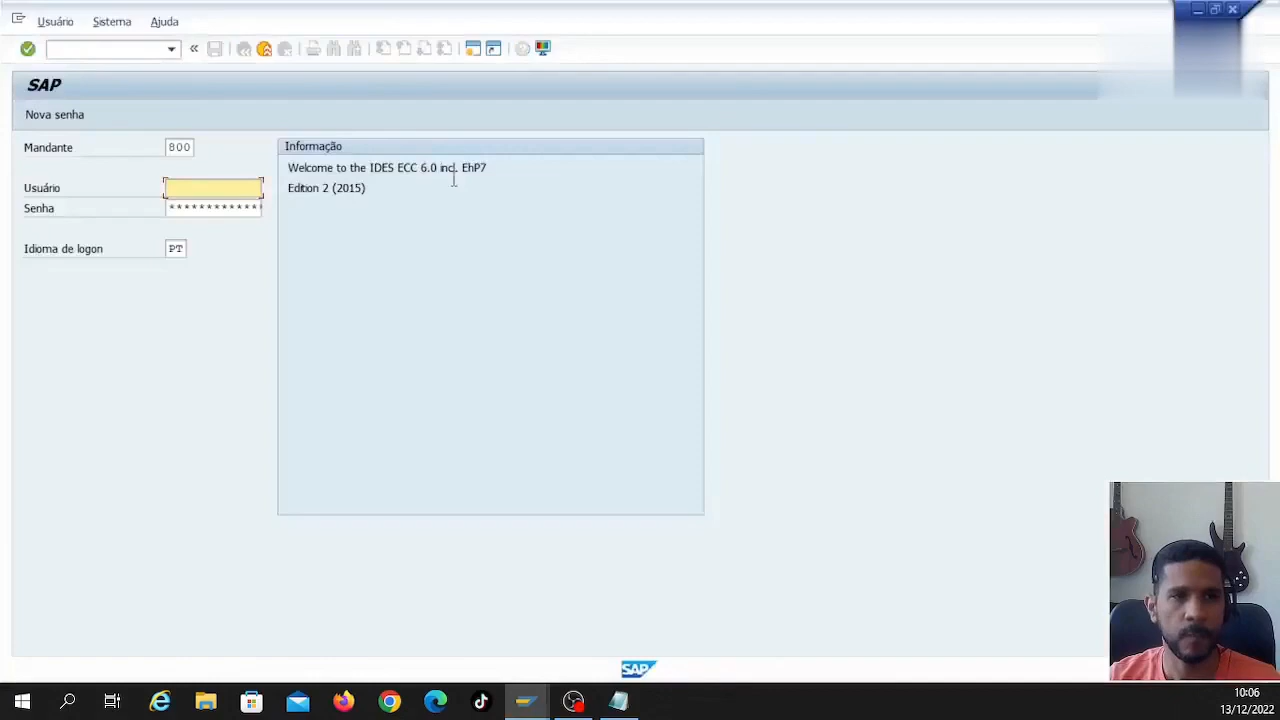 Usuário Sistema Ajuda
SAP
Nova senha
Mandante 800
Informação
Welcome to the IDES ECC 6.0 incl. EhP7
Usuário
Edition 2 (2015)
Senha *************
Idioma de logon PT
SAP
10:06
13/12/2022